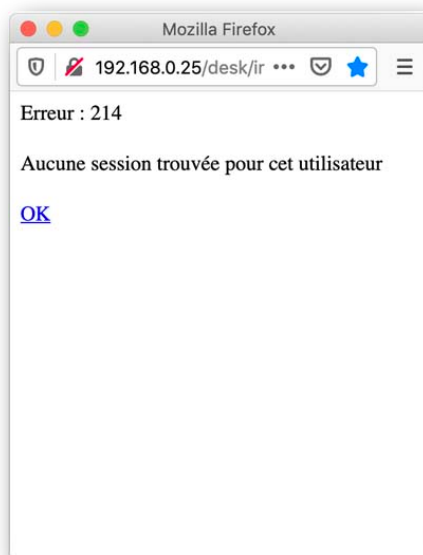 Mozilla Firefox
192.168.0.25/desk/ir
Erreur : 214
Aucune session trouvée pour cet utilisateur
OK